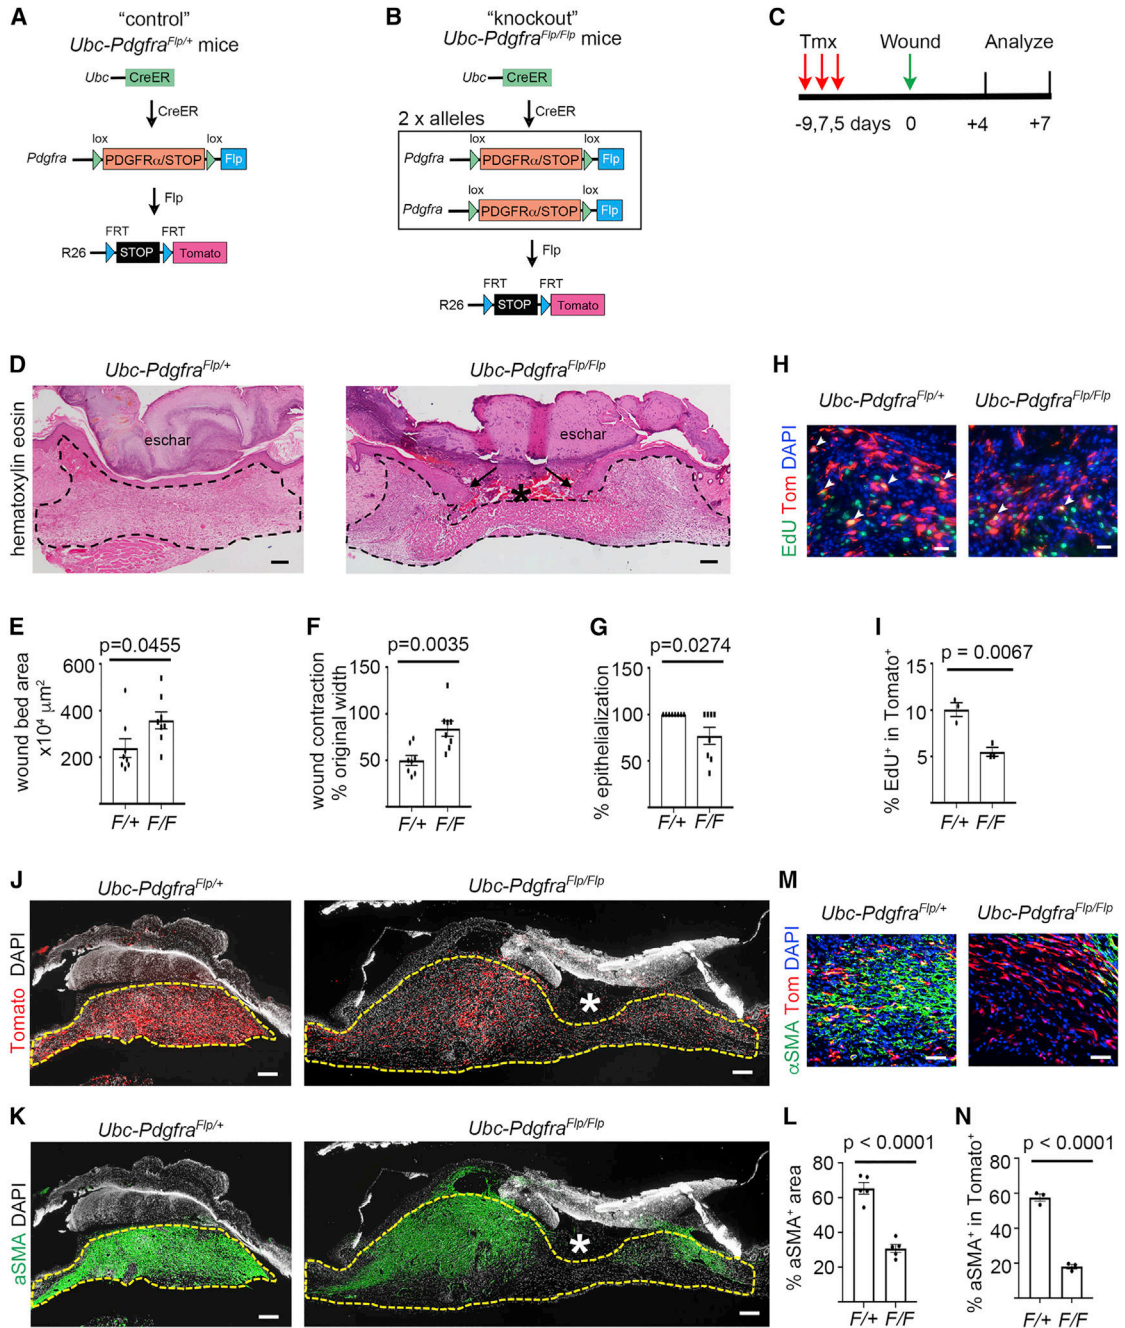 A
"control"
Ubc-Pdgfra^Flp/+ mice
Ubc
CreER
CreER
lox
lox
Pdgfra
PDGFRα/STOP
Flp
Flp
FRT
FRT
R26
STOP
Tomato
B
"knockout"
Ubc-Pdgfra^Flp/Flp mice
Ubc
CreER
CreER
2 x alleles
lox
lox
Pdgfra
PDGFRα/STOP
Flp
lox
lox
Pdgfra
PDGFRα/STOP
Flp
Flp
FRT
FRT
R26
STOP
Tomato
C
Tmx
Wound
Analyze
-9,7,5 days
0
+4
+7
D
Ubc-Pdgfra^Flp/+
Ubc-Pdgfra^Flp/Flp
hematoxylin eosin
eschar
eschar
*
H
Ubc-Pdgfra^Flp/+
Ubc-Pdgfra^Flp/Flp
EdU Tom DAPI
E
p=0.0455
wound bed area
x10⁴ μm²
600
400
200
F/+
F/F
F
p=0.0035
wound contraction
% original width
150
100
50
F/+
F/F
G
p=0.0274
% epithelialization
150
100
50
F/+
F/F
I
p = 0.0067
% EdU⁺ in Tomato⁺
15
10
5
F/+
F/F
J
Ubc-Pdgfra^Flp/+
Ubc-Pdgfra^Flp/Flp
Tomato DAPI
*
M
Ubc-Pdgfra^Flp/+
Ubc-Pdgfra^Flp/Flp
αSMA Tom DAPI
K
Ubc-Pdgfra^Flp/+
Ubc-Pdgfra^Flp/Flp
aSMA DAPI
*
L
p < 0.0001
% aSMA⁺ area
80
60
40
20
F/+
F/F
N
p < 0.0001
% aSMA⁺ in Tomato⁺
80
60
40
20
F/+
F/F